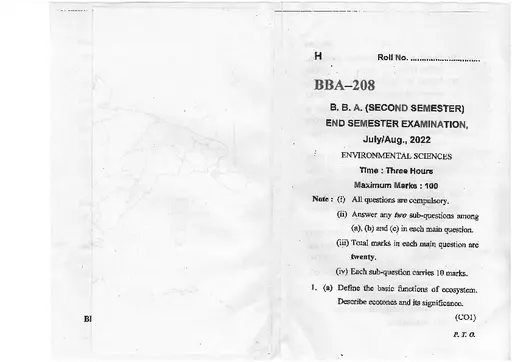 H Roll No. ..............................
BBA–208
B. B. A. (SECOND SEMESTER)
END SEMESTER EXAMINATION,
July/Aug., 2022
ENVIRONMENTAL SCIENCES
Time : Three Hours
Maximum Marks : 100
Note : (i) All questions are compulsory.
(ii) Answer any two sub-questions among
(a), (b) and (c) in each main question.
(iii) Total marks in each main question are
twenty.
(iv) Each sub-question carries 10 marks.
1. (a) Define the basic functions of ecosystem.
Describe ecotones and its significance.
(CO1)
P. T. O.
BI